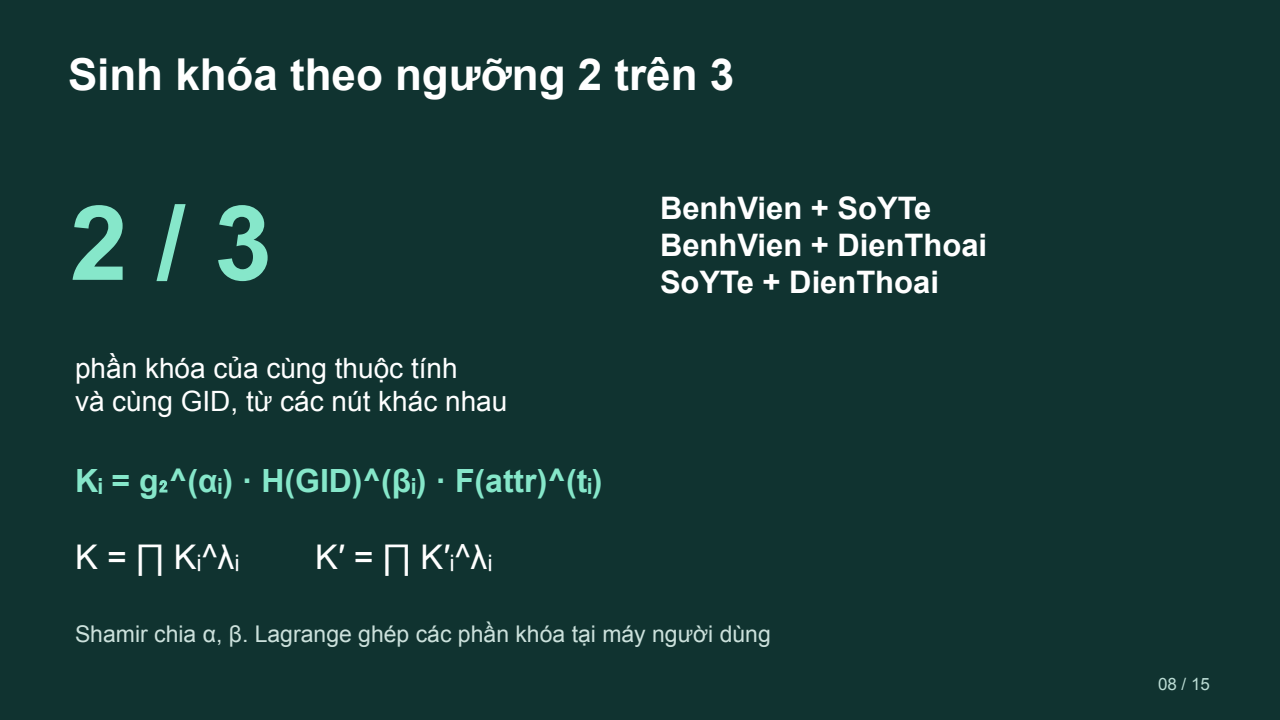 Sinh khóa theo ngưỡng 2 trên 3
2 / 3
BenhVien + SoYTe
BenhVien + DienThoai
SoYTe + DienThoai
phần khóa của cùng thuộc tính
và cùng GID, từ các nút khác nhau
Kᵢ = g₂^(αᵢ) · H(GID)^(βᵢ) · F(attr)^(tᵢ)
K = ∏ Kᵢ^λᵢ K′ = ∏ K′ᵢ^λᵢ
Shamir chia α, β. Lagrange ghép các phần khóa tại máy người dùng
08 / 15